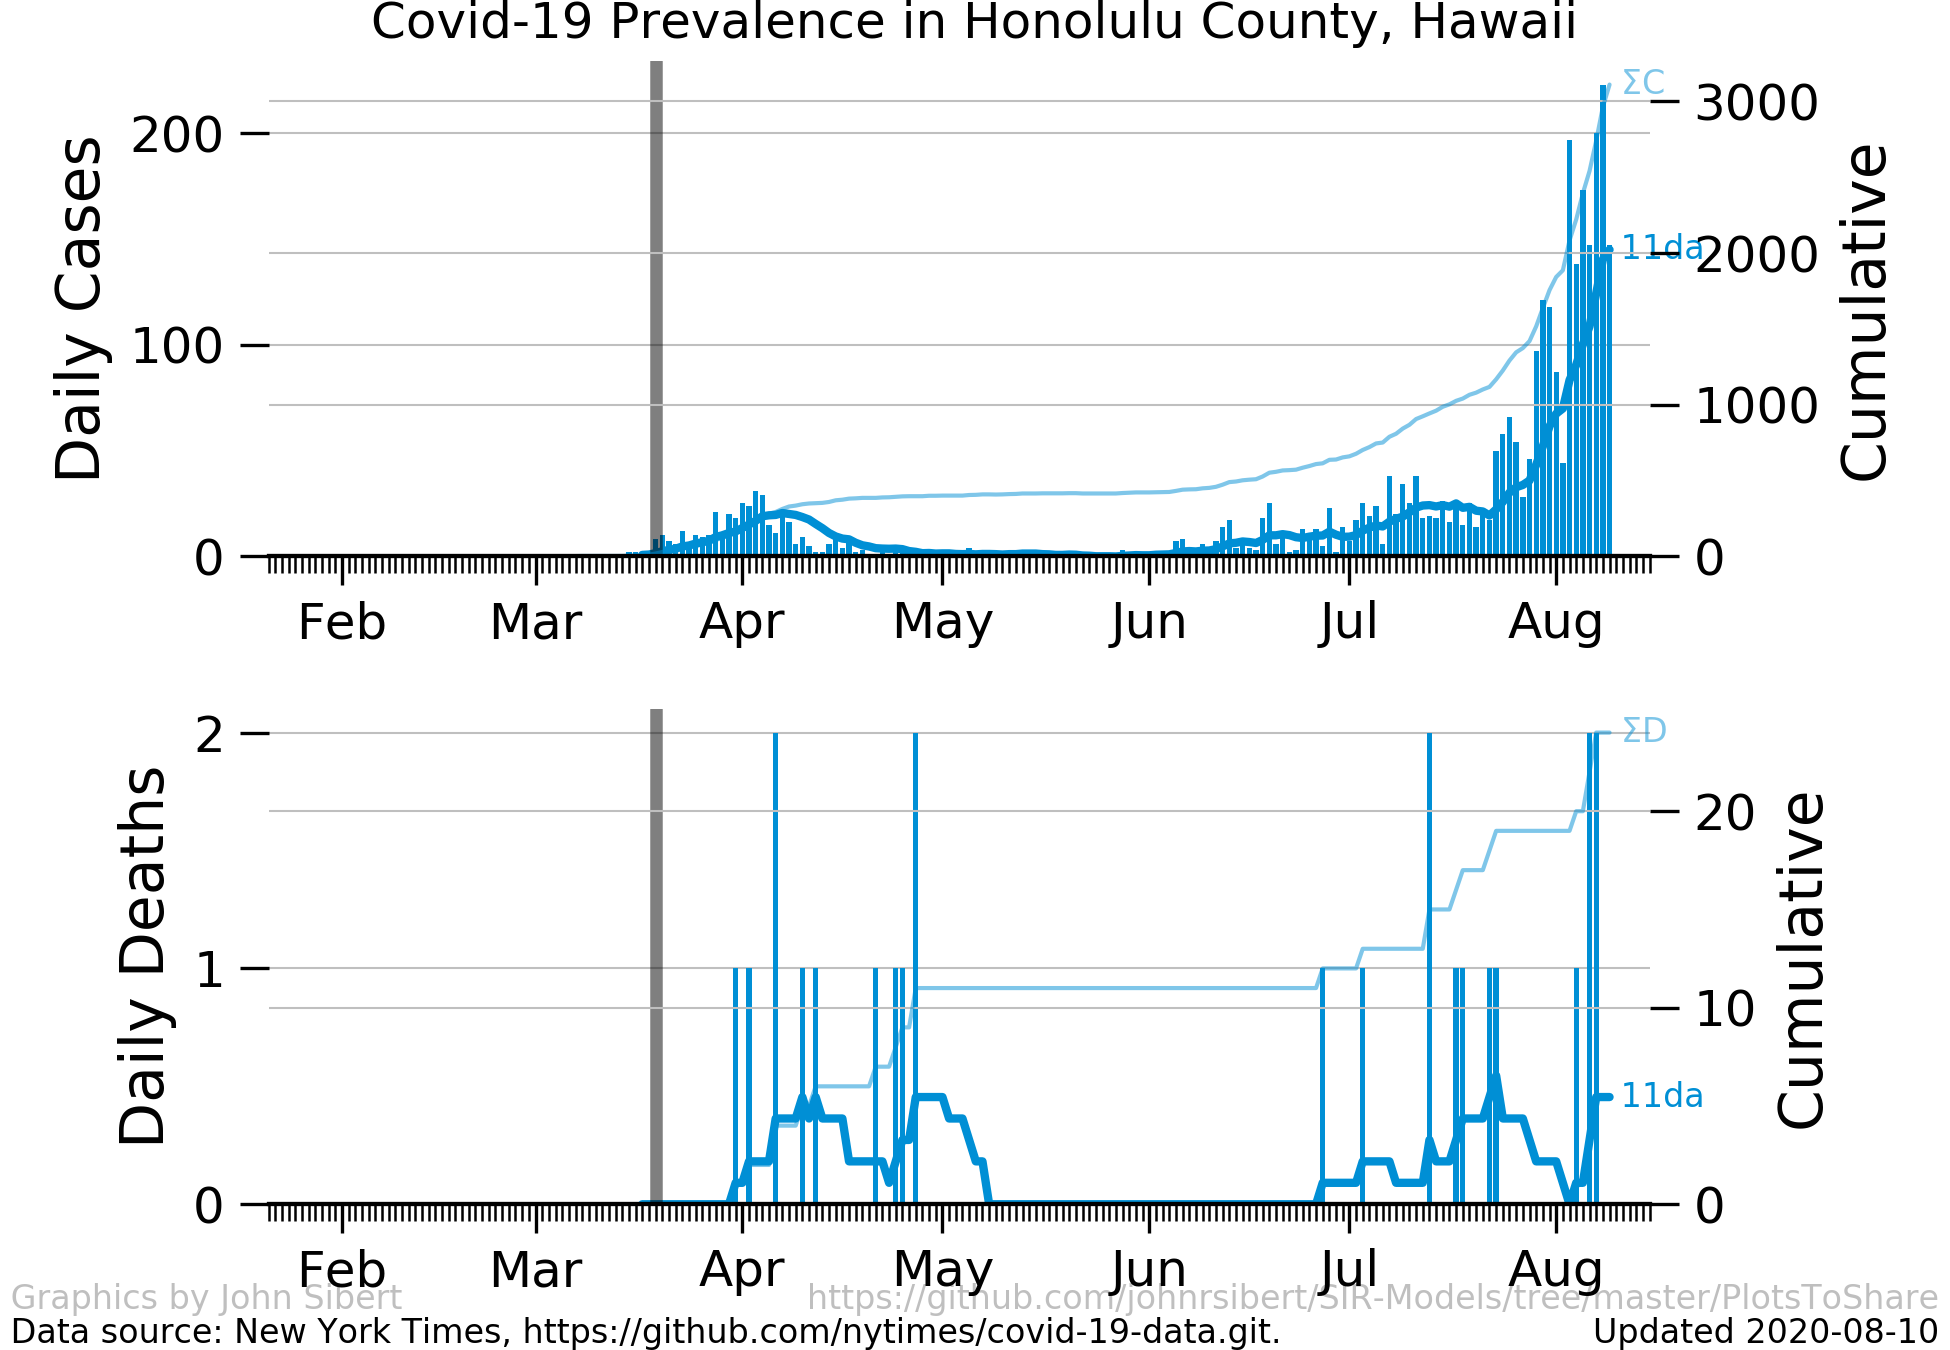 Covid-19 Prevalence in Honolulu County, Hawaii
Daily Cases
200
100
0
ΣC
11da
3000
2000
1000
0
Cumulative
Feb Mar Apr May Jun Jul Aug
Daily Deaths
2
1
0
ΣD
11da
20
10
0
Cumulative
Feb Mar Apr May Jun Jul Aug
Graphics by John Sibert https://github.com/johnrsibert/SIR-Models/tree/master/PlotsToShare
Data source: New York Times, https://github.com/nytimes/covid-19-data.git. Updated 2020-08-10